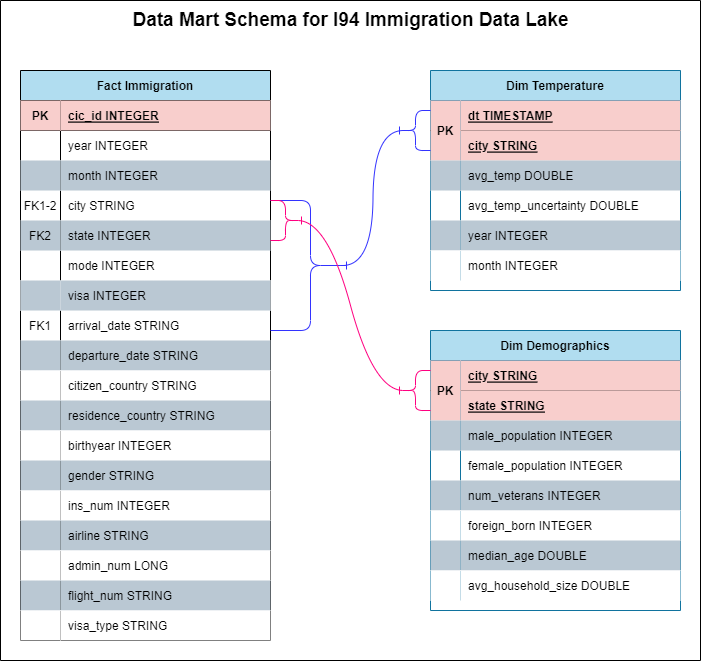 Data Mart Schema for I94 Immigration Data Lake
Fact Immigration
PK cic_id INTEGER
year INTEGER
month INTEGER
FK1-2 city STRING
FK2 state INTEGER
mode INTEGER
visa INTEGER
FK1 arrival_date STRING
departure_date STRING
citizen_country STRING
residence_country STRING
birthyear INTEGER
gender STRING
ins_num INTEGER
airline STRING
admin_num LONG
flight_num STRING
visa_type STRING
Dim Temperature
PK
dt TIMESTAMP
city STRING
avg_temp DOUBLE
avg_temp_uncertainty DOUBLE
year INTEGER
month INTEGER
Dim Demographics
PK
city STRING
state STRING
male_population INTEGER
female_population INTEGER
num_veterans INTEGER
foreign_born INTEGER
median_age DOUBLE
avg_household_size DOUBLE